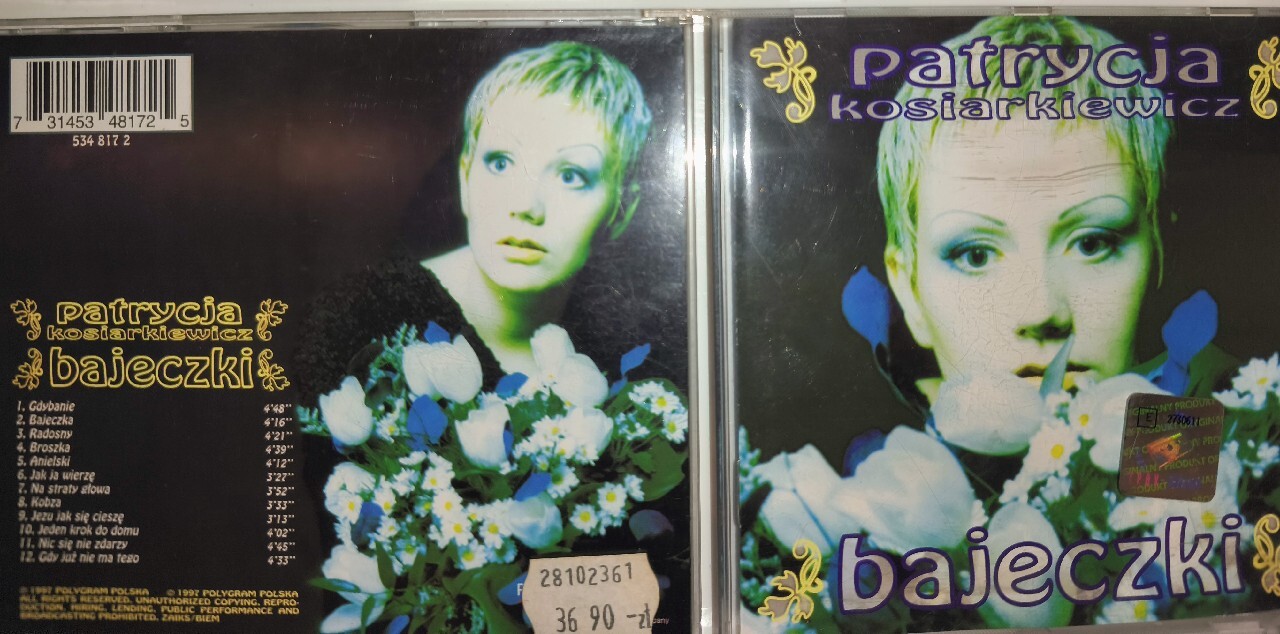 7 31453 48172 5
534 817 2
patrycja
kosiarkiewicz
bajeczki
1. Gdybanie 4'48"
2. Bajeczka 4'16"
3. Radosny 4'21"
4. Broszka 4'39"
5. Anielski 4'12"
6. Jak ja wierzę 3'27"
7. Na straty głowa 3'52"
8. Kobza 3'33"
9. Jezu jak się cieszę 3'13"
10. Jeden krok do domu 4'02"
11. Nic się nie zdarzy 4'45"
12. Gdy już nie ma tego 4'33"
℗ 1997 POLYGRAM POLSKA © 1997 POLYGRAM POLSKA
ALL RIGHTS RESERVED. UNAUTHORIZED COPYING, REPRO-
DUCTION, HIRING, LENDING, PUBLIC PERFORMANCE AND
BROADCASTING PROHIBITED. ZAIKS/BIEM
28102361
36 90 -zł
patrycja
kosiarkiewicz
bajeczki